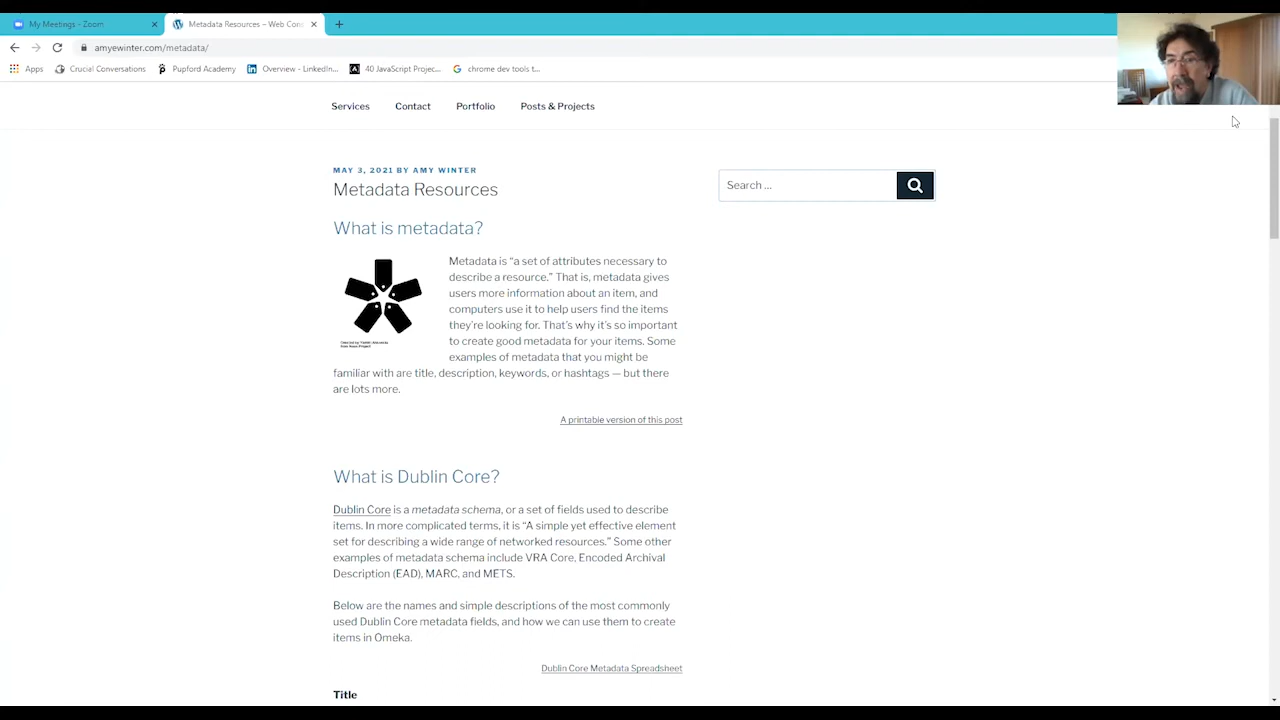 My Meetings - Zoom
Metadata Resources – Web Con
amyewinter.com/metadata/
Apps
Crucial Conversations
Pupford Academy
Overview - LinkedIn...
40 JavaScript Projec...
chrome dev tools t...
Services
Contact
Portfolio
Posts & Projects
MAY 3, 2021 BY AMY WINTER
Metadata Resources
Search ...
What is metadata?
Metadata is “a set of attributes necessary to
describe a resource.” That is, metadata gives
users more information about an item, and
computers use it to help users find the items
they’re looking for. That’s why it’s so important
to create good metadata for your items. Some
examples of metadata that you might be
familiar with are title, description, keywords, or hashtags — but there
are lots more.
A printable version of this post
What is Dublin Core?
Dublin Core is a metadata schema, or a set of fields used to describe
items. In more complicated terms, it is “A simple yet effective element
set for describing a wide range of networked resources.” Some other
examples of metadata schema include VRA Core, Encoded Archival
Description (EAD), MARC, and METS.
Below are the names and simple descriptions of the most commonly
used Dublin Core metadata fields, and how we can use them to create
items in Omeka.
Dublin Core Metadata Spreadsheet
Title